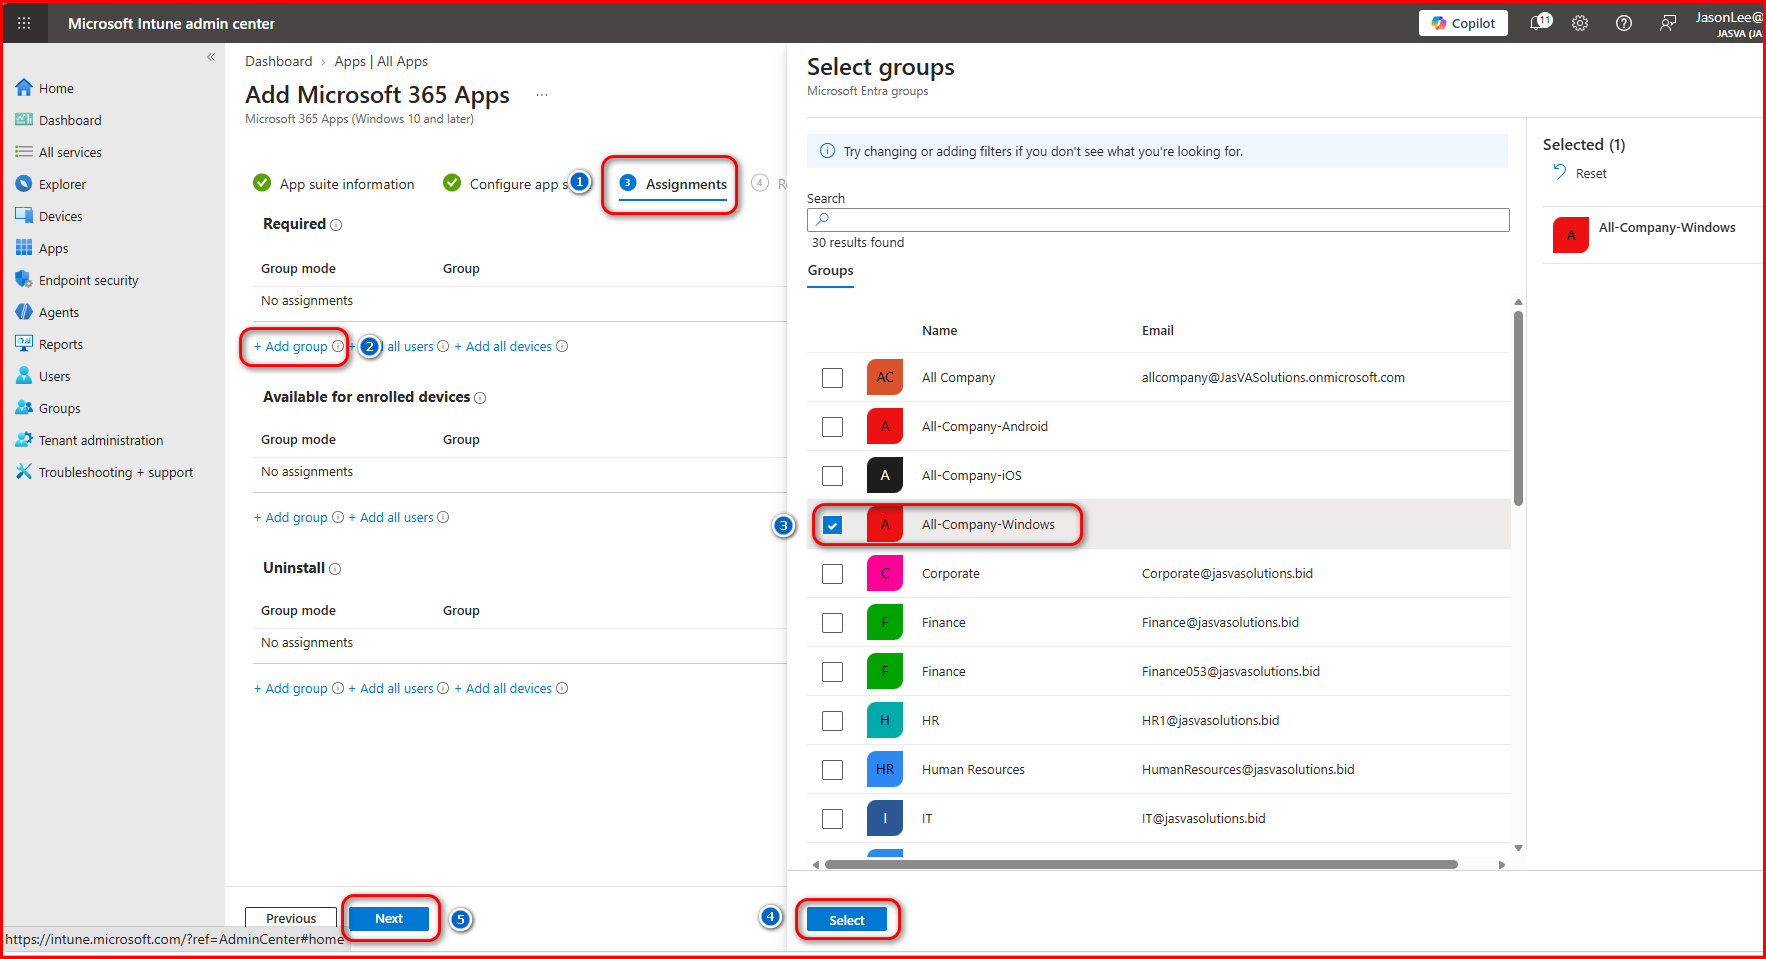 Microsoft Intune admin center
Copilot
11
JasonLee@
JASVA (JA
Home
Dashboard
All services
Explorer
Devices
Apps
Endpoint security
Agents
Reports
Users
Groups
Tenant administration
Troubleshooting + support
Dashboard > Apps | All Apps
Add Microsoft 365 Apps ...
Microsoft 365 Apps (Windows 10 and later)
App suite information
Configure app s
1
3 Assignments
4 R
Required
Group mode Group
No assignments
+ Add group
2
+ all users + Add all devices
Available for enrolled devices
Group mode Group
No assignments
+ Add group + Add all users
Uninstall
Group mode Group
No assignments
+ Add group + Add all users + Add all devices
Previous
Next
5
https://intune.microsoft.com/?ref=AdminCenter#home
Select groups
Microsoft Entra groups
Try changing or adding filters if you don't see what you're looking for.
Search
30 results found
Groups
Name Email
AC All Company allcompany@JasVASolutions.onmicrosoft.com
A All-Company-Android
A All-Company-iOS
3
A All-Company-Windows
C Corporate Corporate@jasvasolutions.bid
F Finance Finance@jasvasolutions.bid
F Finance Finance053@jasvasolutions.bid
H HR HR1@jasvasolutions.bid
HR Human Resources HumanResources@jasvasolutions.bid
I IT IT@jasvasolutions.bid
4
Select
Selected (1)
Reset
A All-Company-Windows